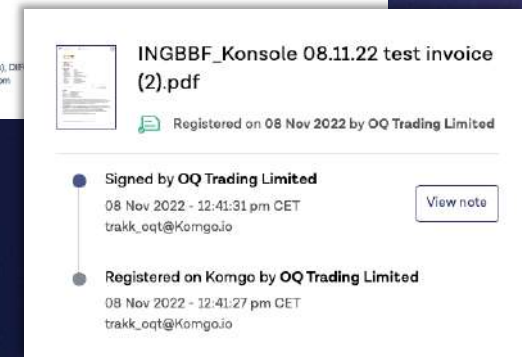 INGBBF_Konsole 08.11.22 test invoice
(2).pdf
Registered on 08 Nov 2022 by OQ Trading Limited
Signed by OQ Trading Limited
08 Nov 2022 - 12:41:31 pm CET
trakk_oqt@Komgo.io
View note
Registered on Komgo by OQ Trading Limited
08 Nov 2022 - 12:41:27 pm CET
trakk_oqt@Komgo.io